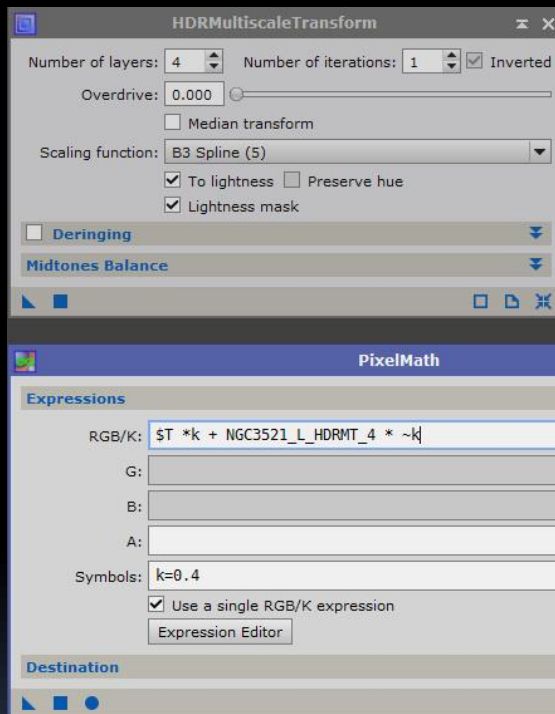 HDRMultiscaleTransform
Number of layers: 4 Number of iterations: 1 Inverted
Overdrive: 0.000
Median transform
Scaling function: B3 Spline (5)
To lightness Preserve hue
Lightness mask
Deringing
Midtones Balance
PixelMath
Expressions
RGB/K: $T *k + NGC3521_L_HDRMT_4 * ~k
G:
B:
A:
Symbols: k=0.4
Use a single RGB/K expression
Expression Editor
Destination